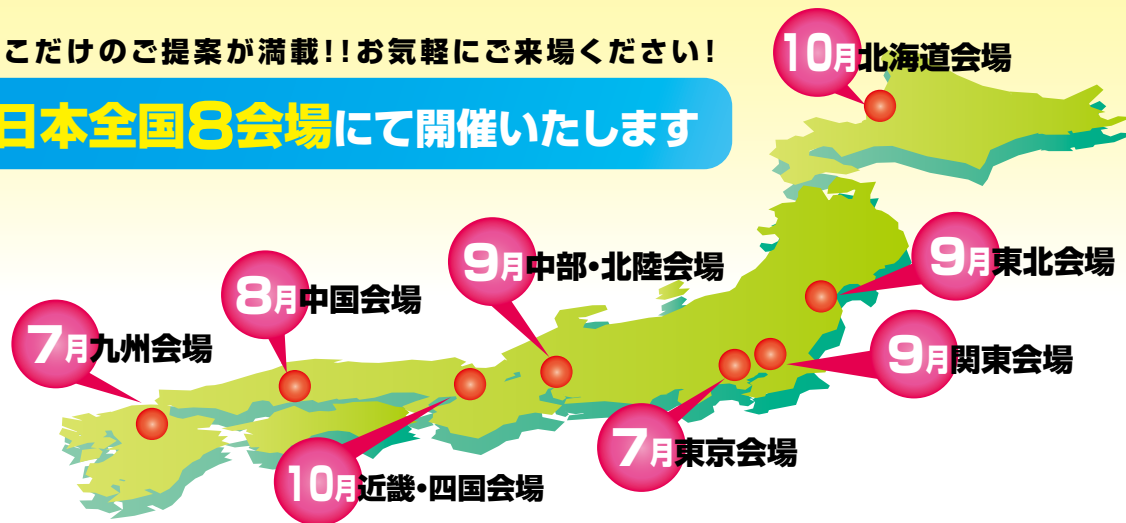 こだけのご提案が満載!!お気軽にご来場ください!
日本全国8会場にて開催いたします
10月北海道会場
9月東北会場
9月中部・北陸会場
8月中国会場
7月九州会場
9月関東会場
7月東京会場
10月近畿・四国会場